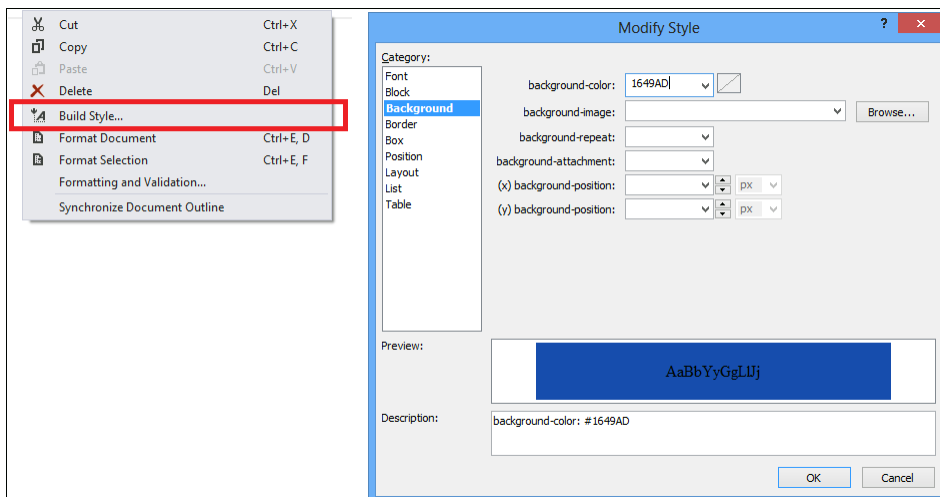 Cut Ctrl+X
Copy Ctrl+C
Paste Ctrl+V
Delete Del
Build Style...
Format Document Ctrl+E, D
Format Selection Ctrl+E, F
Formatting and Validation...
Synchronize Document Outline
Modify Style
?
Category:
Font
Block
Background
Border
Box
Position
Layout
List
Table
background-color: 1649AD
background-image: Browse...
background-repeat:
background-attachment:
(x) background-position: px
(y) background-position: px
Preview:
AaBbYyGgLlJj
Description:
background-color: #1649AD
OK Cancel